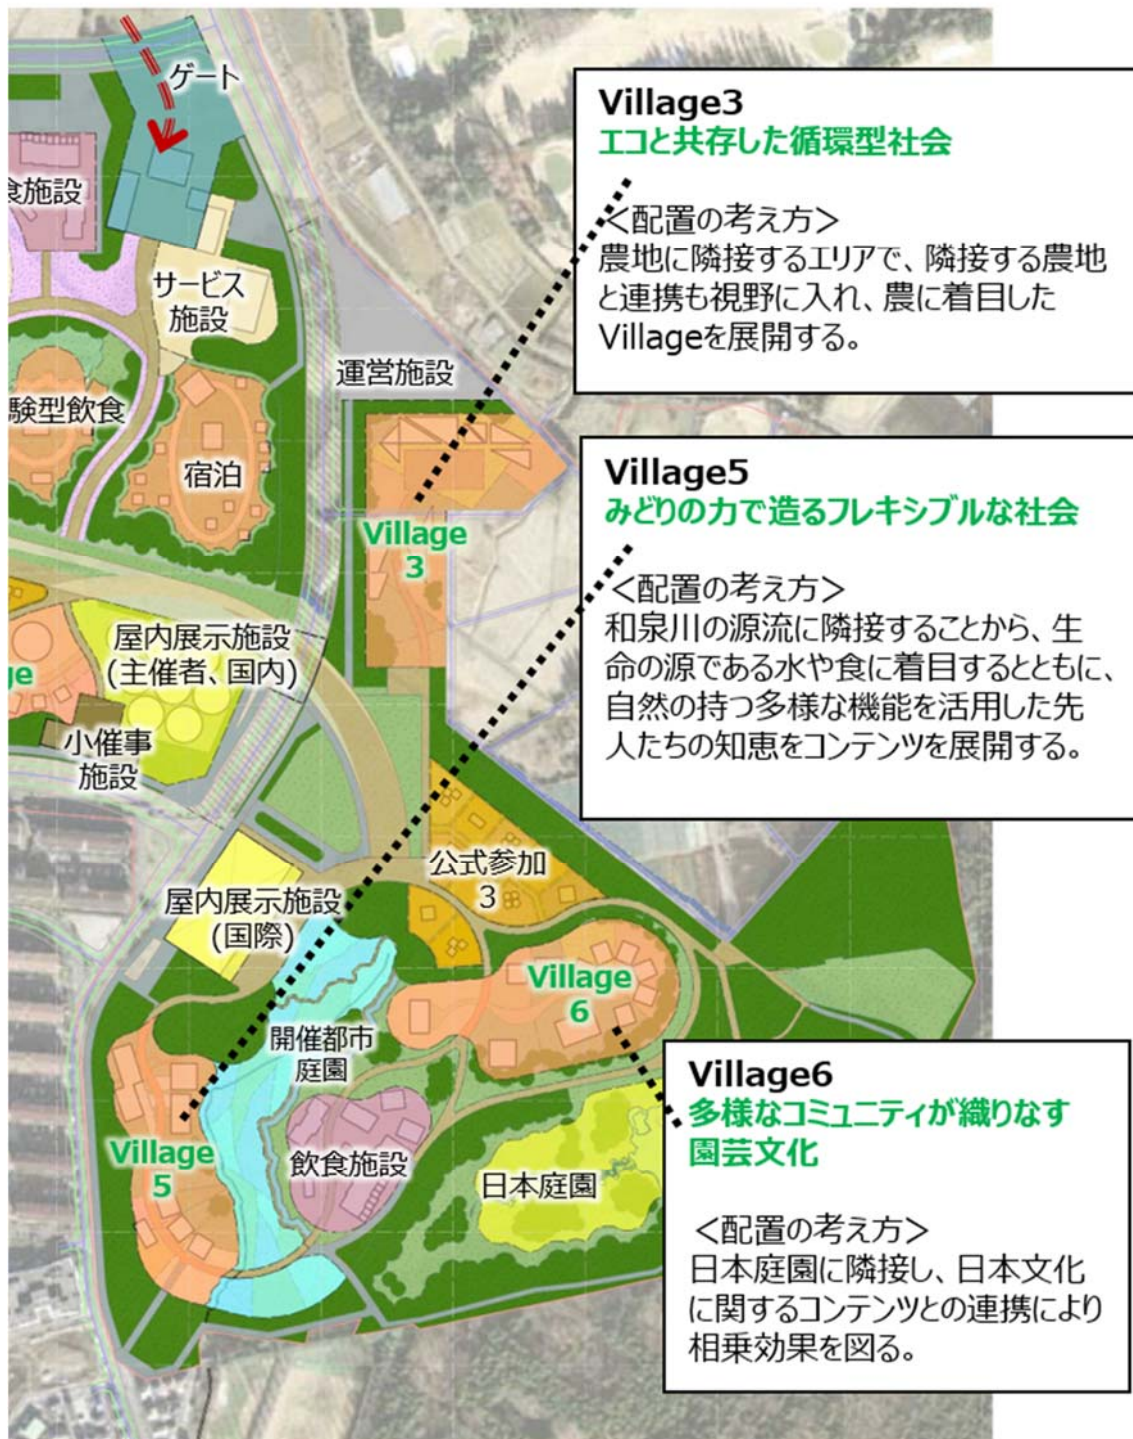 ゲート
食施設
サービス
施設
運営施設
験型飲食
宿泊
Village
3
屋内展示施設
(主催者、国内)
ge
小催事
施設
公式参加
3
屋内展示施設
(国際)
Village
6
開催都市
庭園
Village
5
飲食施設
日本庭園
Village3
エコと共存した循環型社会
<配置の考え方>
農地に隣接するエリアで、隣接する農地
と連携も視野に入れ、農に着目した
Villageを展開する。
Village5
みどりの力で造るフレキシブルな社会
<配置の考え方>
和泉川の源流に隣接することから、生
命の源である水や食に着目するとともに、
自然の持つ多様な機能を活用した先
人たちの知恵をコンテンツを展開する。
Village6
多様なコミュニティが織りなす
園芸文化
<配置の考え方>
日本庭園に隣接し、日本文化
に関するコンテンツとの連携により
相乗効果を図る。